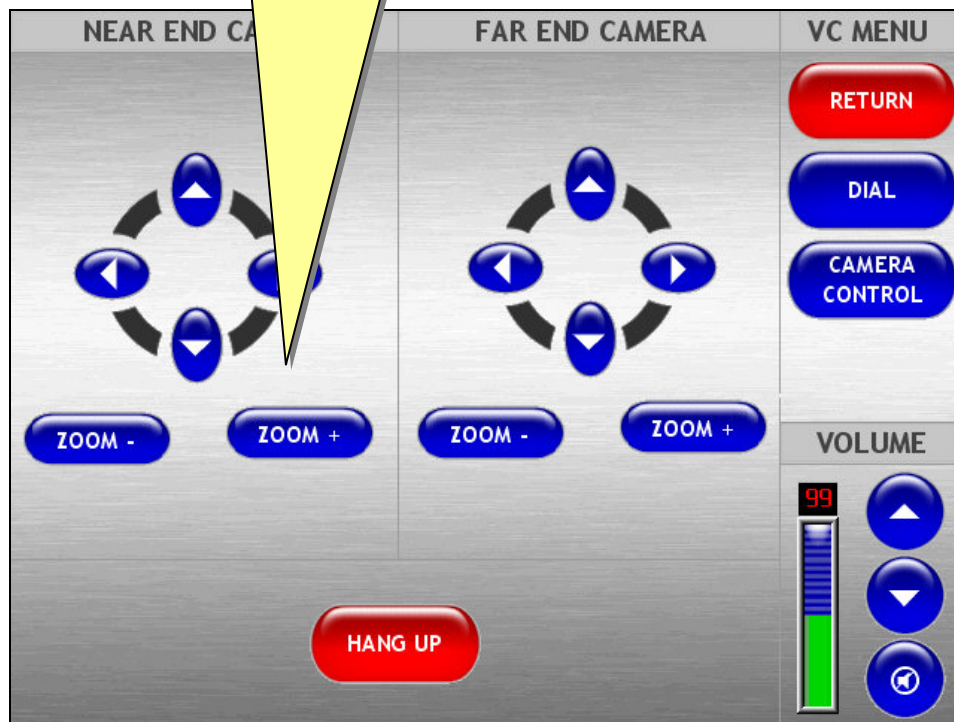 NEAR END CA
FAR END CAMERA
VC MENU
RETURN
DIAL
CAMERA
CONTROL
ZOOM -
ZOOM +
ZOOM -
ZOOM +
VOLUME
99
HANG UP